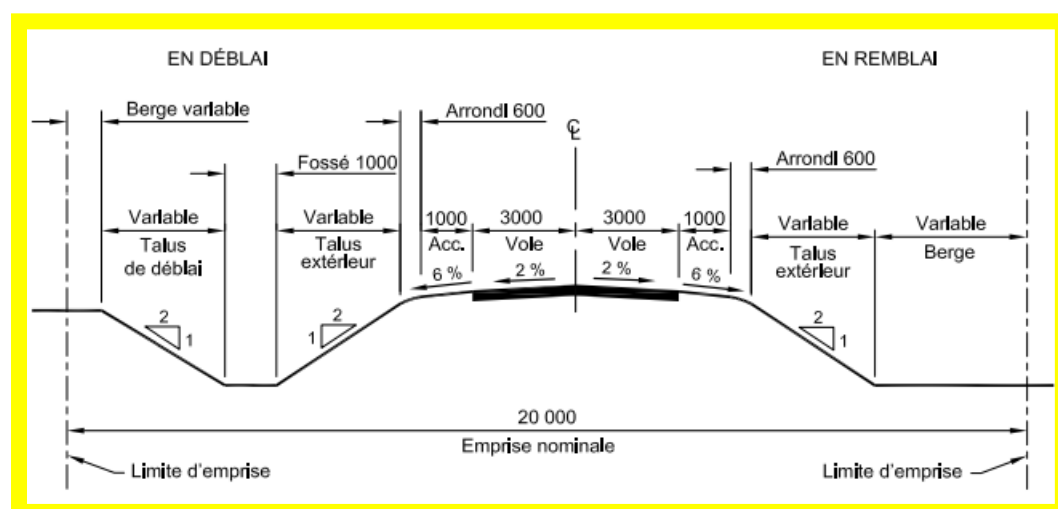 EN DÉBLAI
EN REMBLAI
Berge variable
Arrondi 600
℄
Fossé 1000
Arrondi 600
Variable
Talus
de déblai
Variable
Talus
extérieur
1000
Acc.
3000
Voie
3000
Voie
1000
Acc.
Variable
Talus
extérieur
Variable
Berge
6 %
2 %
2 %
6 %
2
1
2
1
2
1
20 000
Emprise nominale
Limite d'emprise
Limite d'emprise